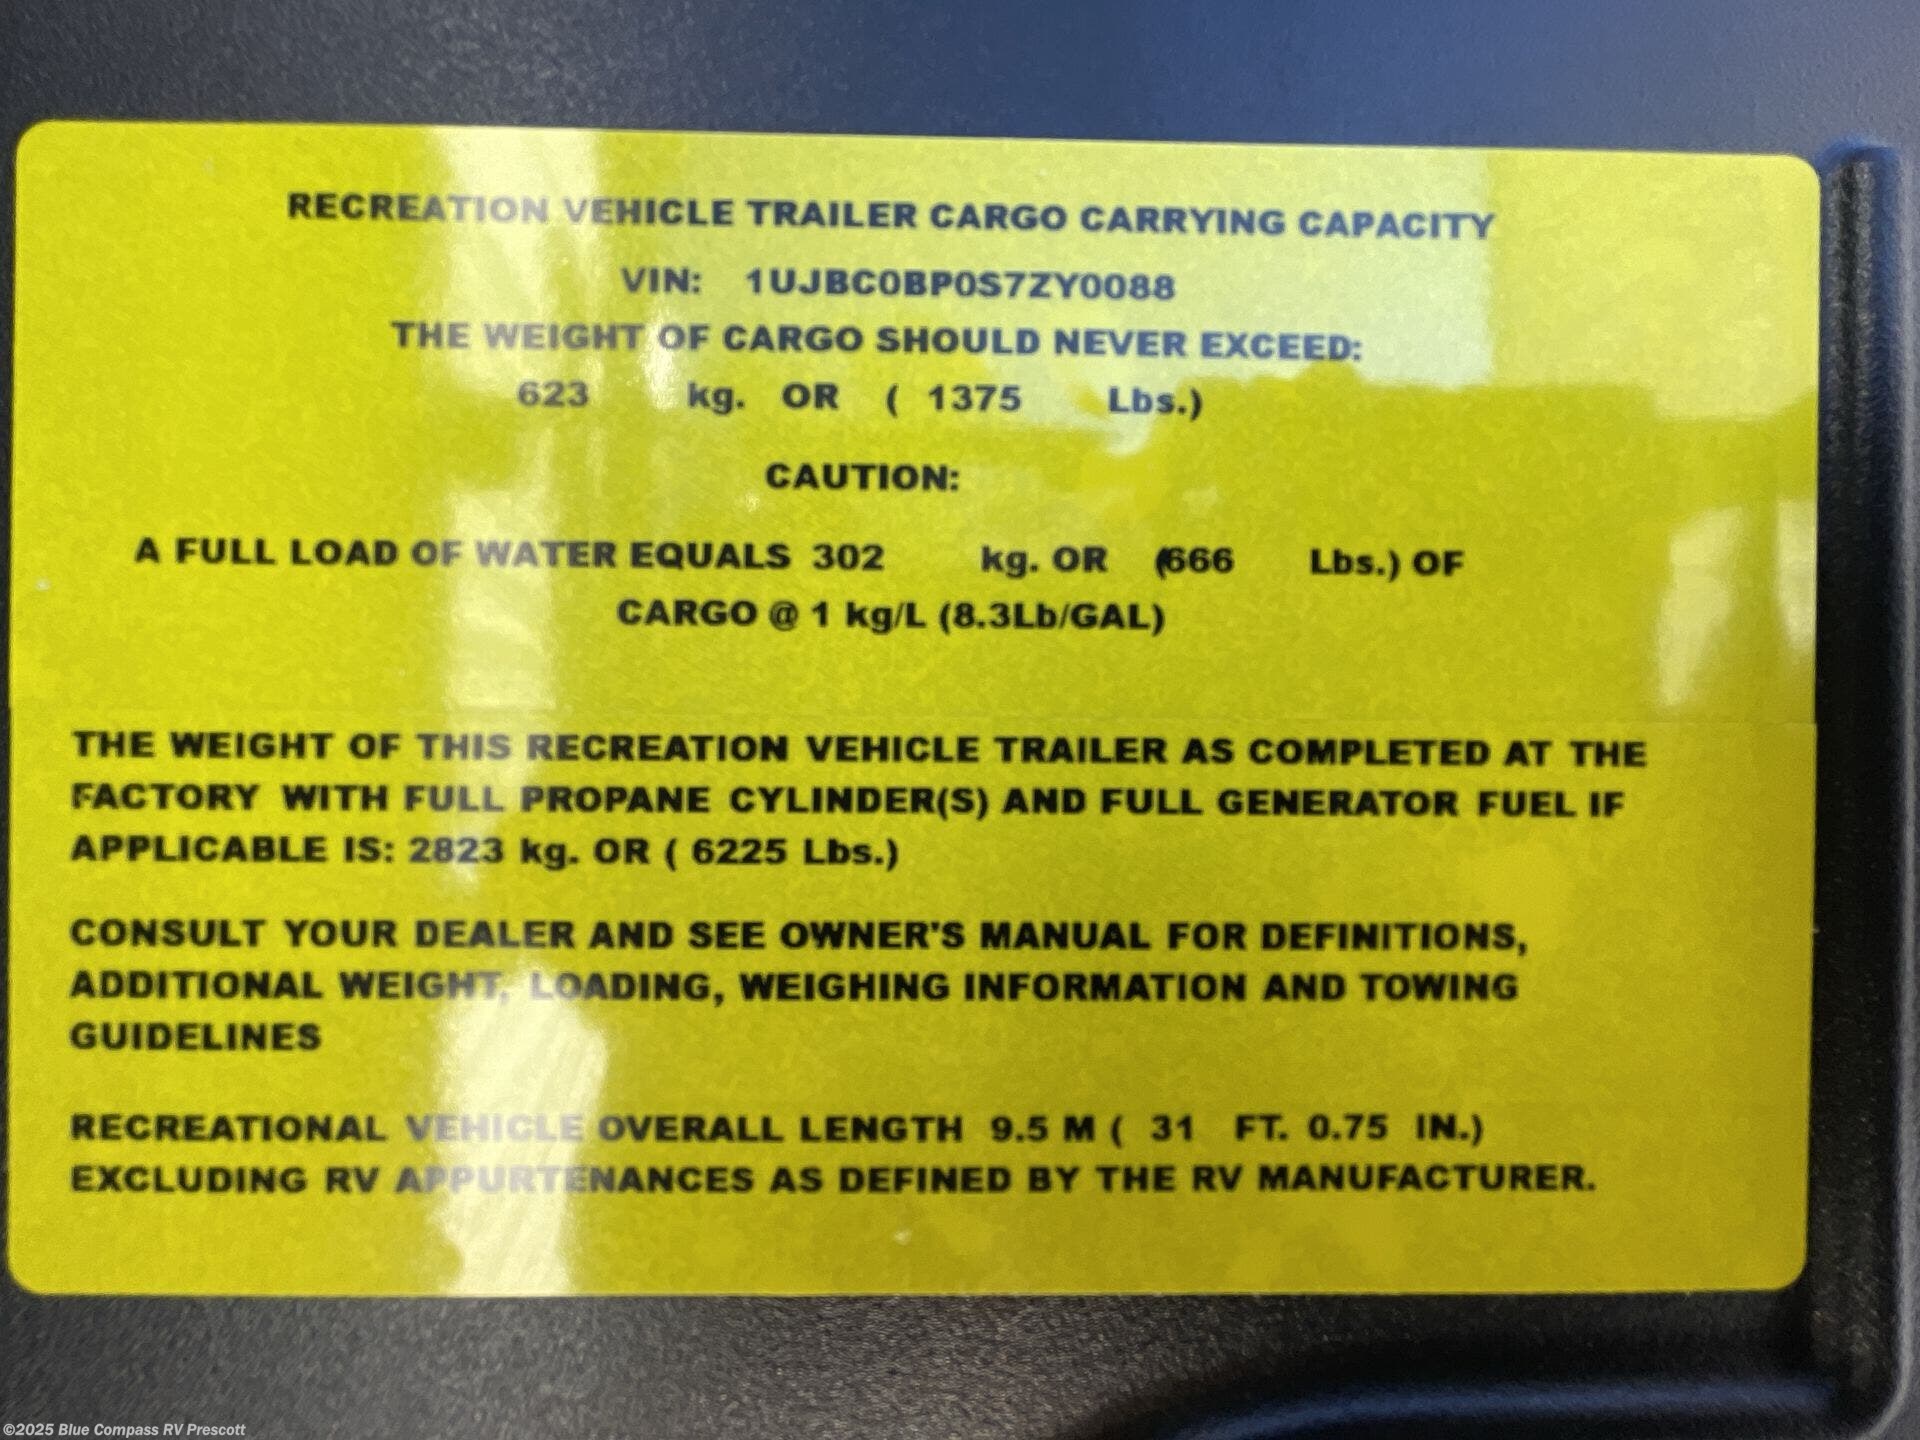 RECREATION VEHICLE TRAILER CARGO CARRYING CAPACITY
VIN: 1UJBC0BP0S7ZY0088
THE WEIGHT OF CARGO SHOULD NEVER EXCEED:
623 kg. OR ( 1375 Lbs.)
CAUTION:
A FULL LOAD OF WATER EQUALS 302 kg. OR (666 Lbs.) OF
CARGO @ 1 kg/L (8.3Lb/GAL)
THE WEIGHT OF THIS RECREATION VEHICLE TRAILER AS COMPLETED AT THE
FACTORY WITH FULL PROPANE CYLINDER(S) AND FULL GENERATOR FUEL IF
APPLICABLE IS: 2823 kg. OR ( 6225 Lbs.)
CONSULT YOUR DEALER AND SEE OWNER'S MANUAL FOR DEFINITIONS,
ADDITIONAL WEIGHT, LOADING, WEIGHING INFORMATION AND TOWING
GUIDELINES
RECREATIONAL VEHICLE OVERALL LENGTH 9.5 M ( 31 FT. 0.75 IN.)
EXCLUDING RV APPURTENANCES AS DEFINED BY THE RV MANUFACTURER.
©2025 Blue Compass RV Prescott